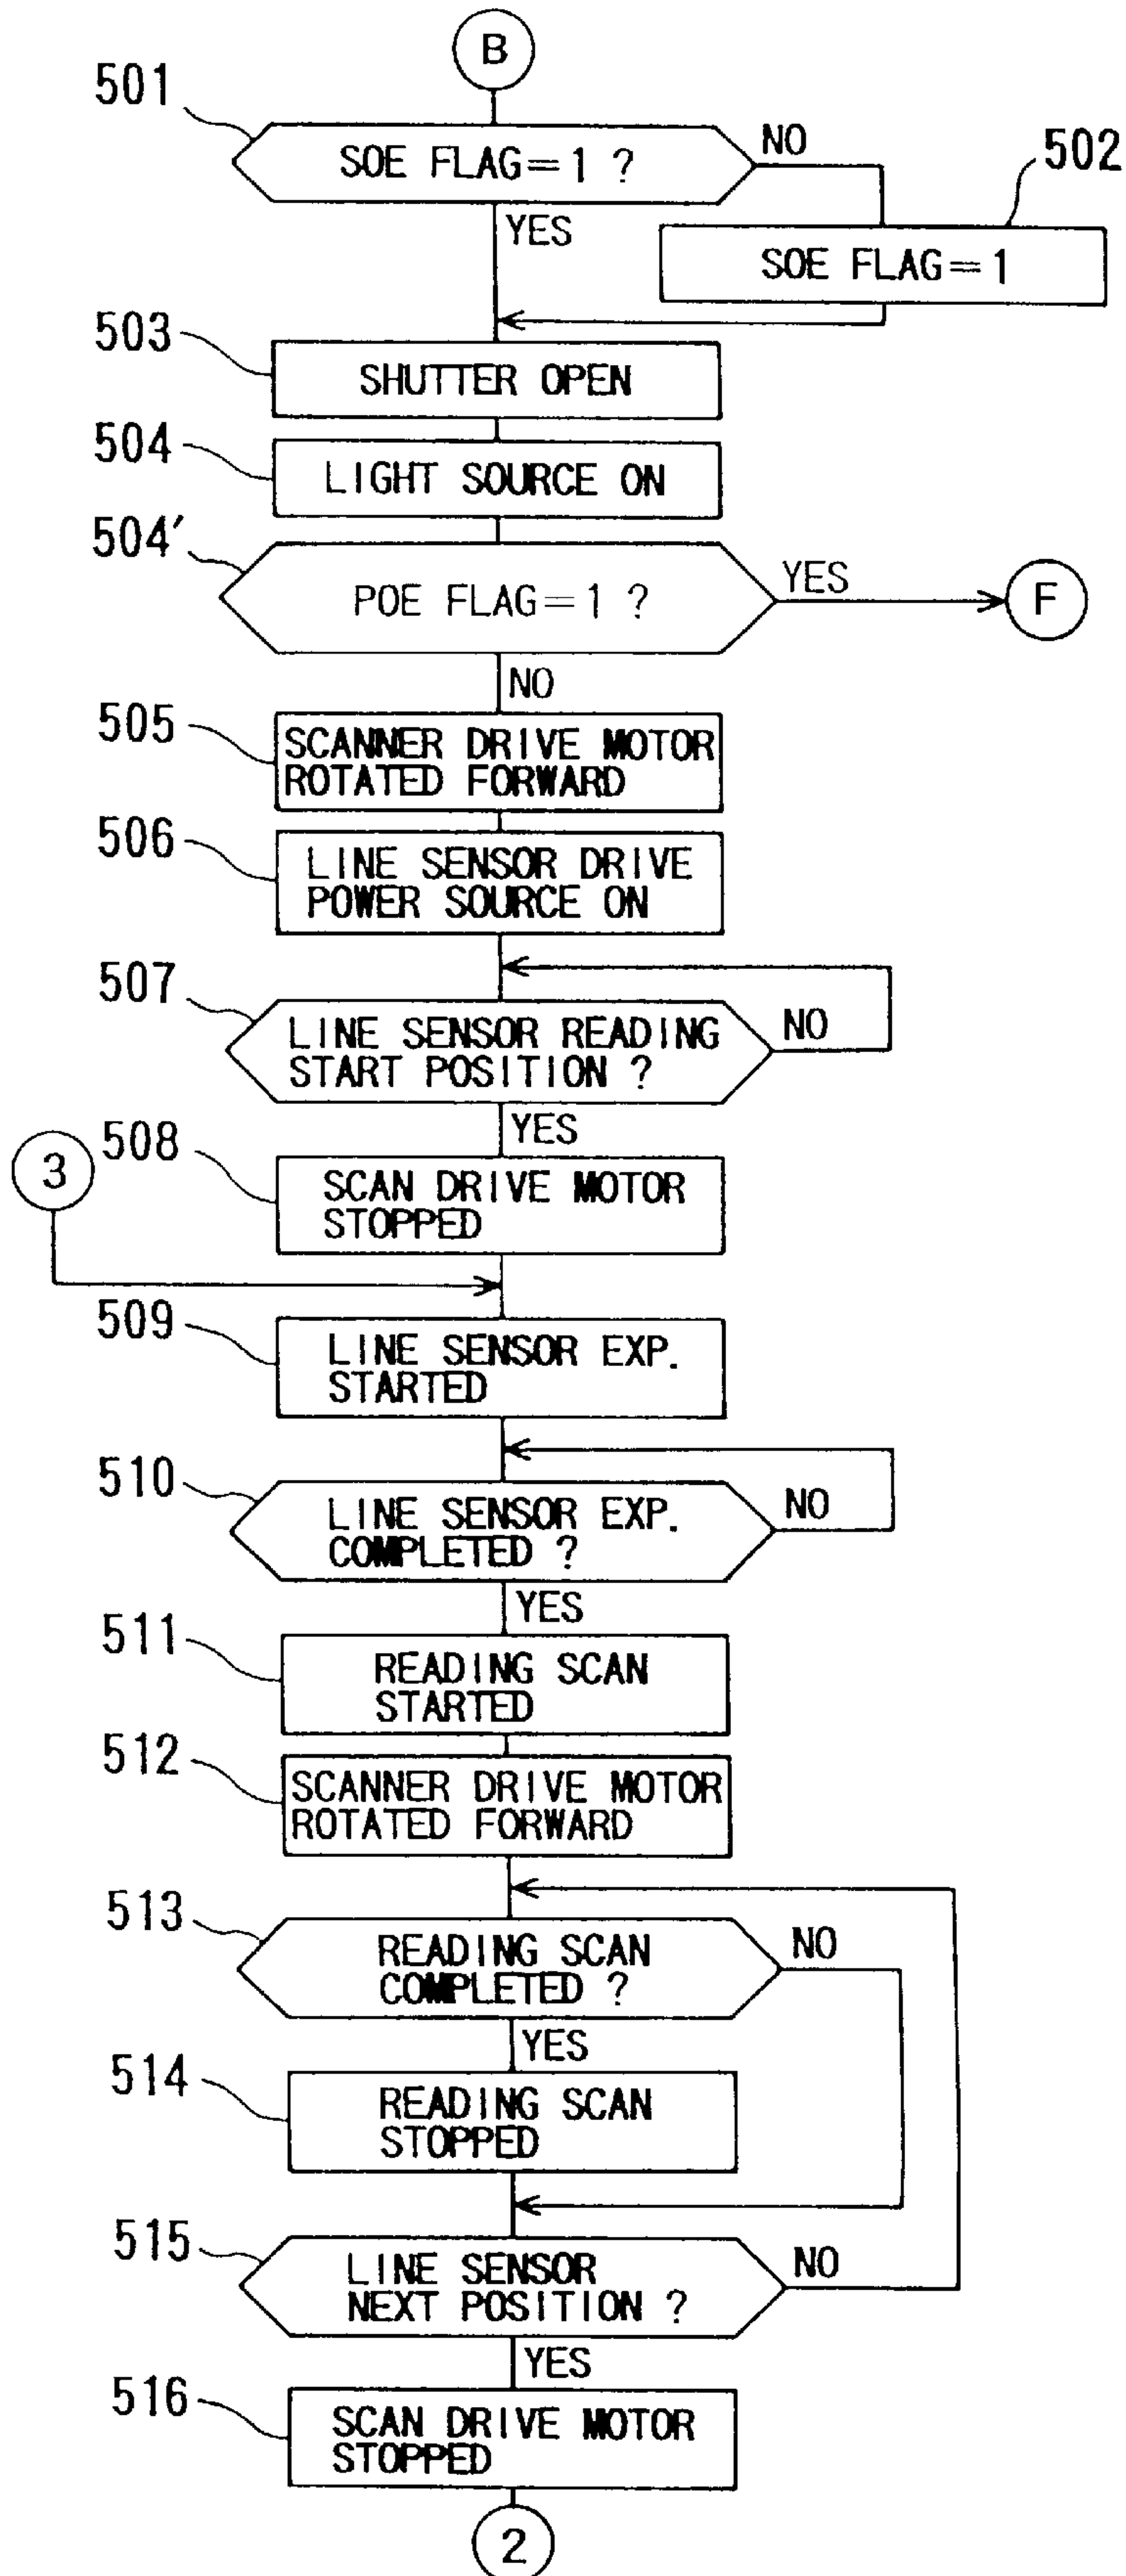 B
501
SOE FLAG=1 ?
NO
502
YES
SOE FLAG=1
503
SHUTTER OPEN
504
LIGHT SOURCE ON
504′
POE FLAG=1 ?
YES
F
NO
505
SCANNER DRIVE MOTOR
ROTATED FORWARD
506
LINE SENSOR DRIVE
POWER SOURCE ON
507
LINE SENSOR READING
START POSITION ?
NO
YES
3
508
SCAN DRIVE MOTOR
STOPPED
509
LINE SENSOR EXP.
STARTED
510
LINE SENSOR EXP.
COMPLETED ?
NO
YES
511
READING SCAN
STARTED
512
SCANNER DRIVE MOTOR
ROTATED FORWARD
513
READING SCAN
COMPLETED ?
NO
YES
514
READING SCAN
STOPPED
515
LINE SENSOR
NEXT POSITION ?
NO
YES
516
SCAN DRIVE MOTOR
STOPPED
2